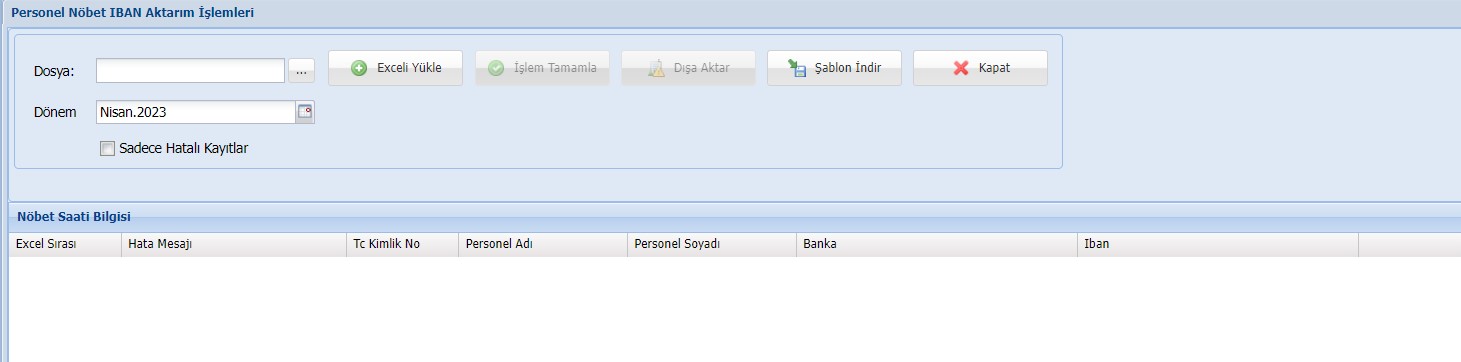 Personel Nöbet IBAN Aktarım İşlemleri
Dosya: ... Exceli Yükle İşlem Tamamla Dışa Aktar Şablon İndir Kapat
Dönem Nisan.2023
Sadece Hatalı Kayıtlar
Nöbet Saati Bilgisi
Excel Sırası Hata Mesajı Tc Kimlik No Personel Adı Personel Soyadı Banka Iban